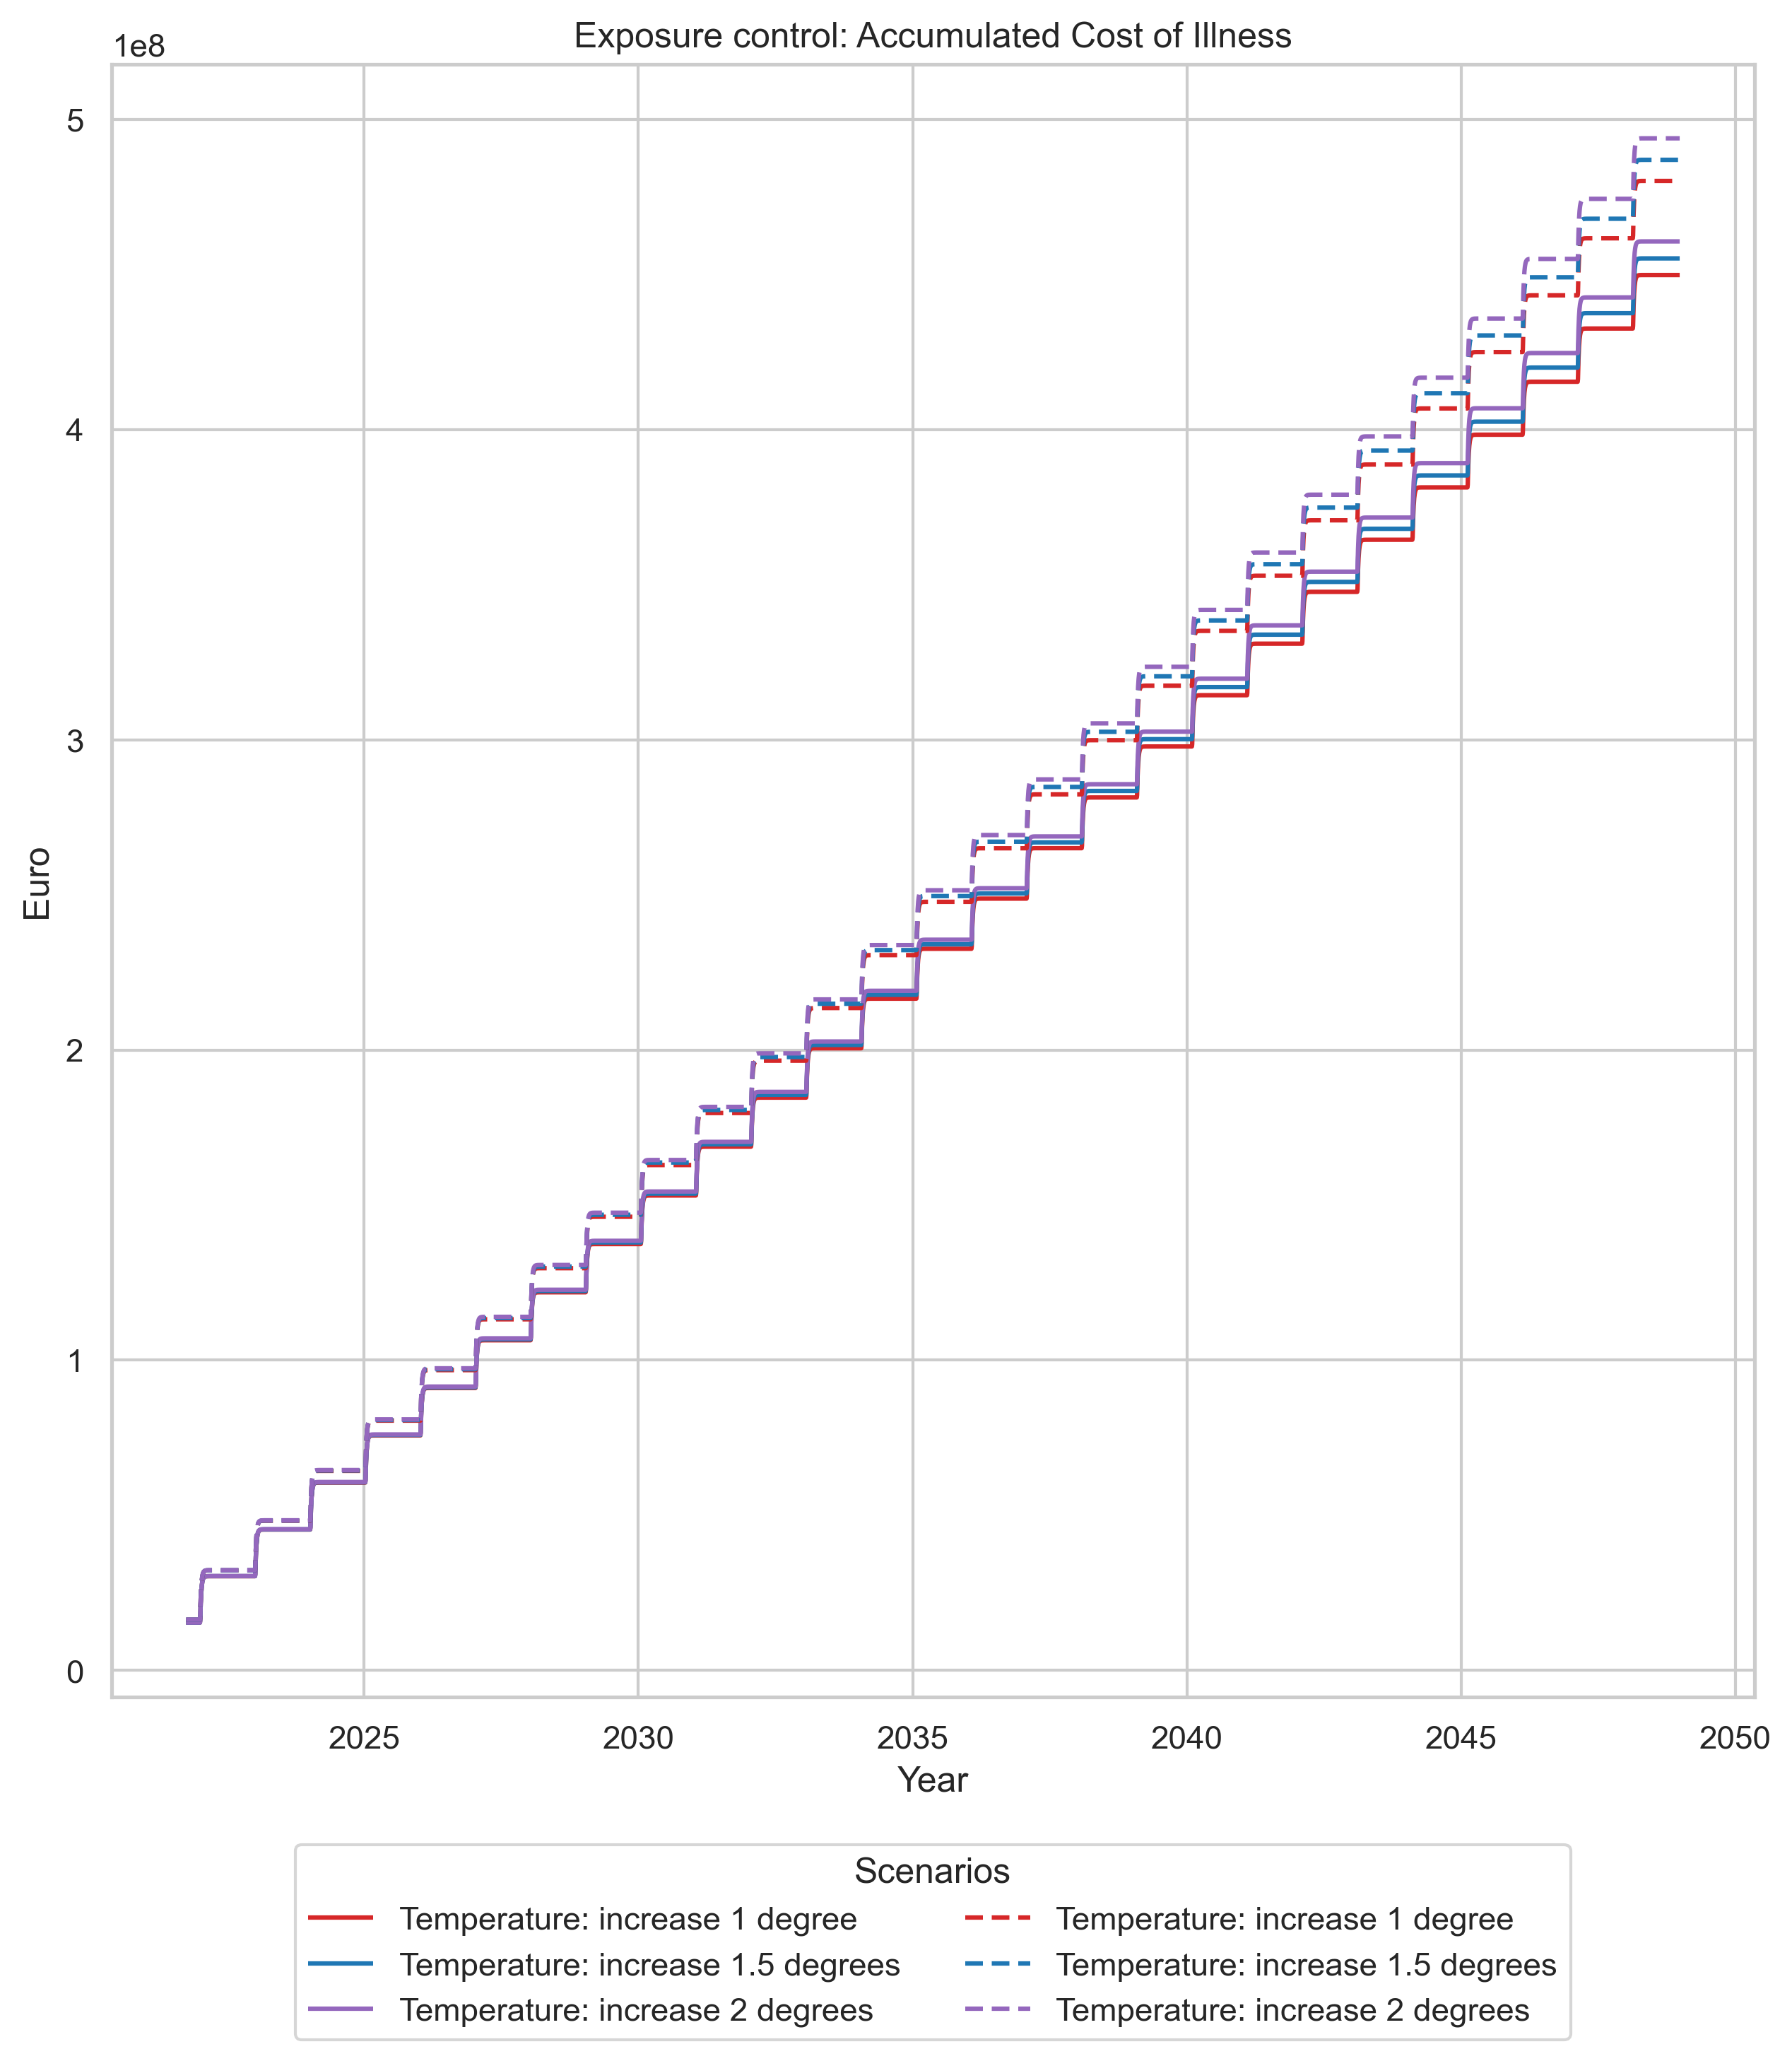 Exposure control: Accumulated Cost of Illness
1e8
5
4
3
2
1
0
Euro
2025 2030 2035 2040 2045 2050
Year
Scenarios
Temperature: increase 1 degree Temperature: increase 1 degree
Temperature: increase 1.5 degrees Temperature: increase 1.5 degrees
Temperature: increase 2 degrees Temperature: increase 2 degrees